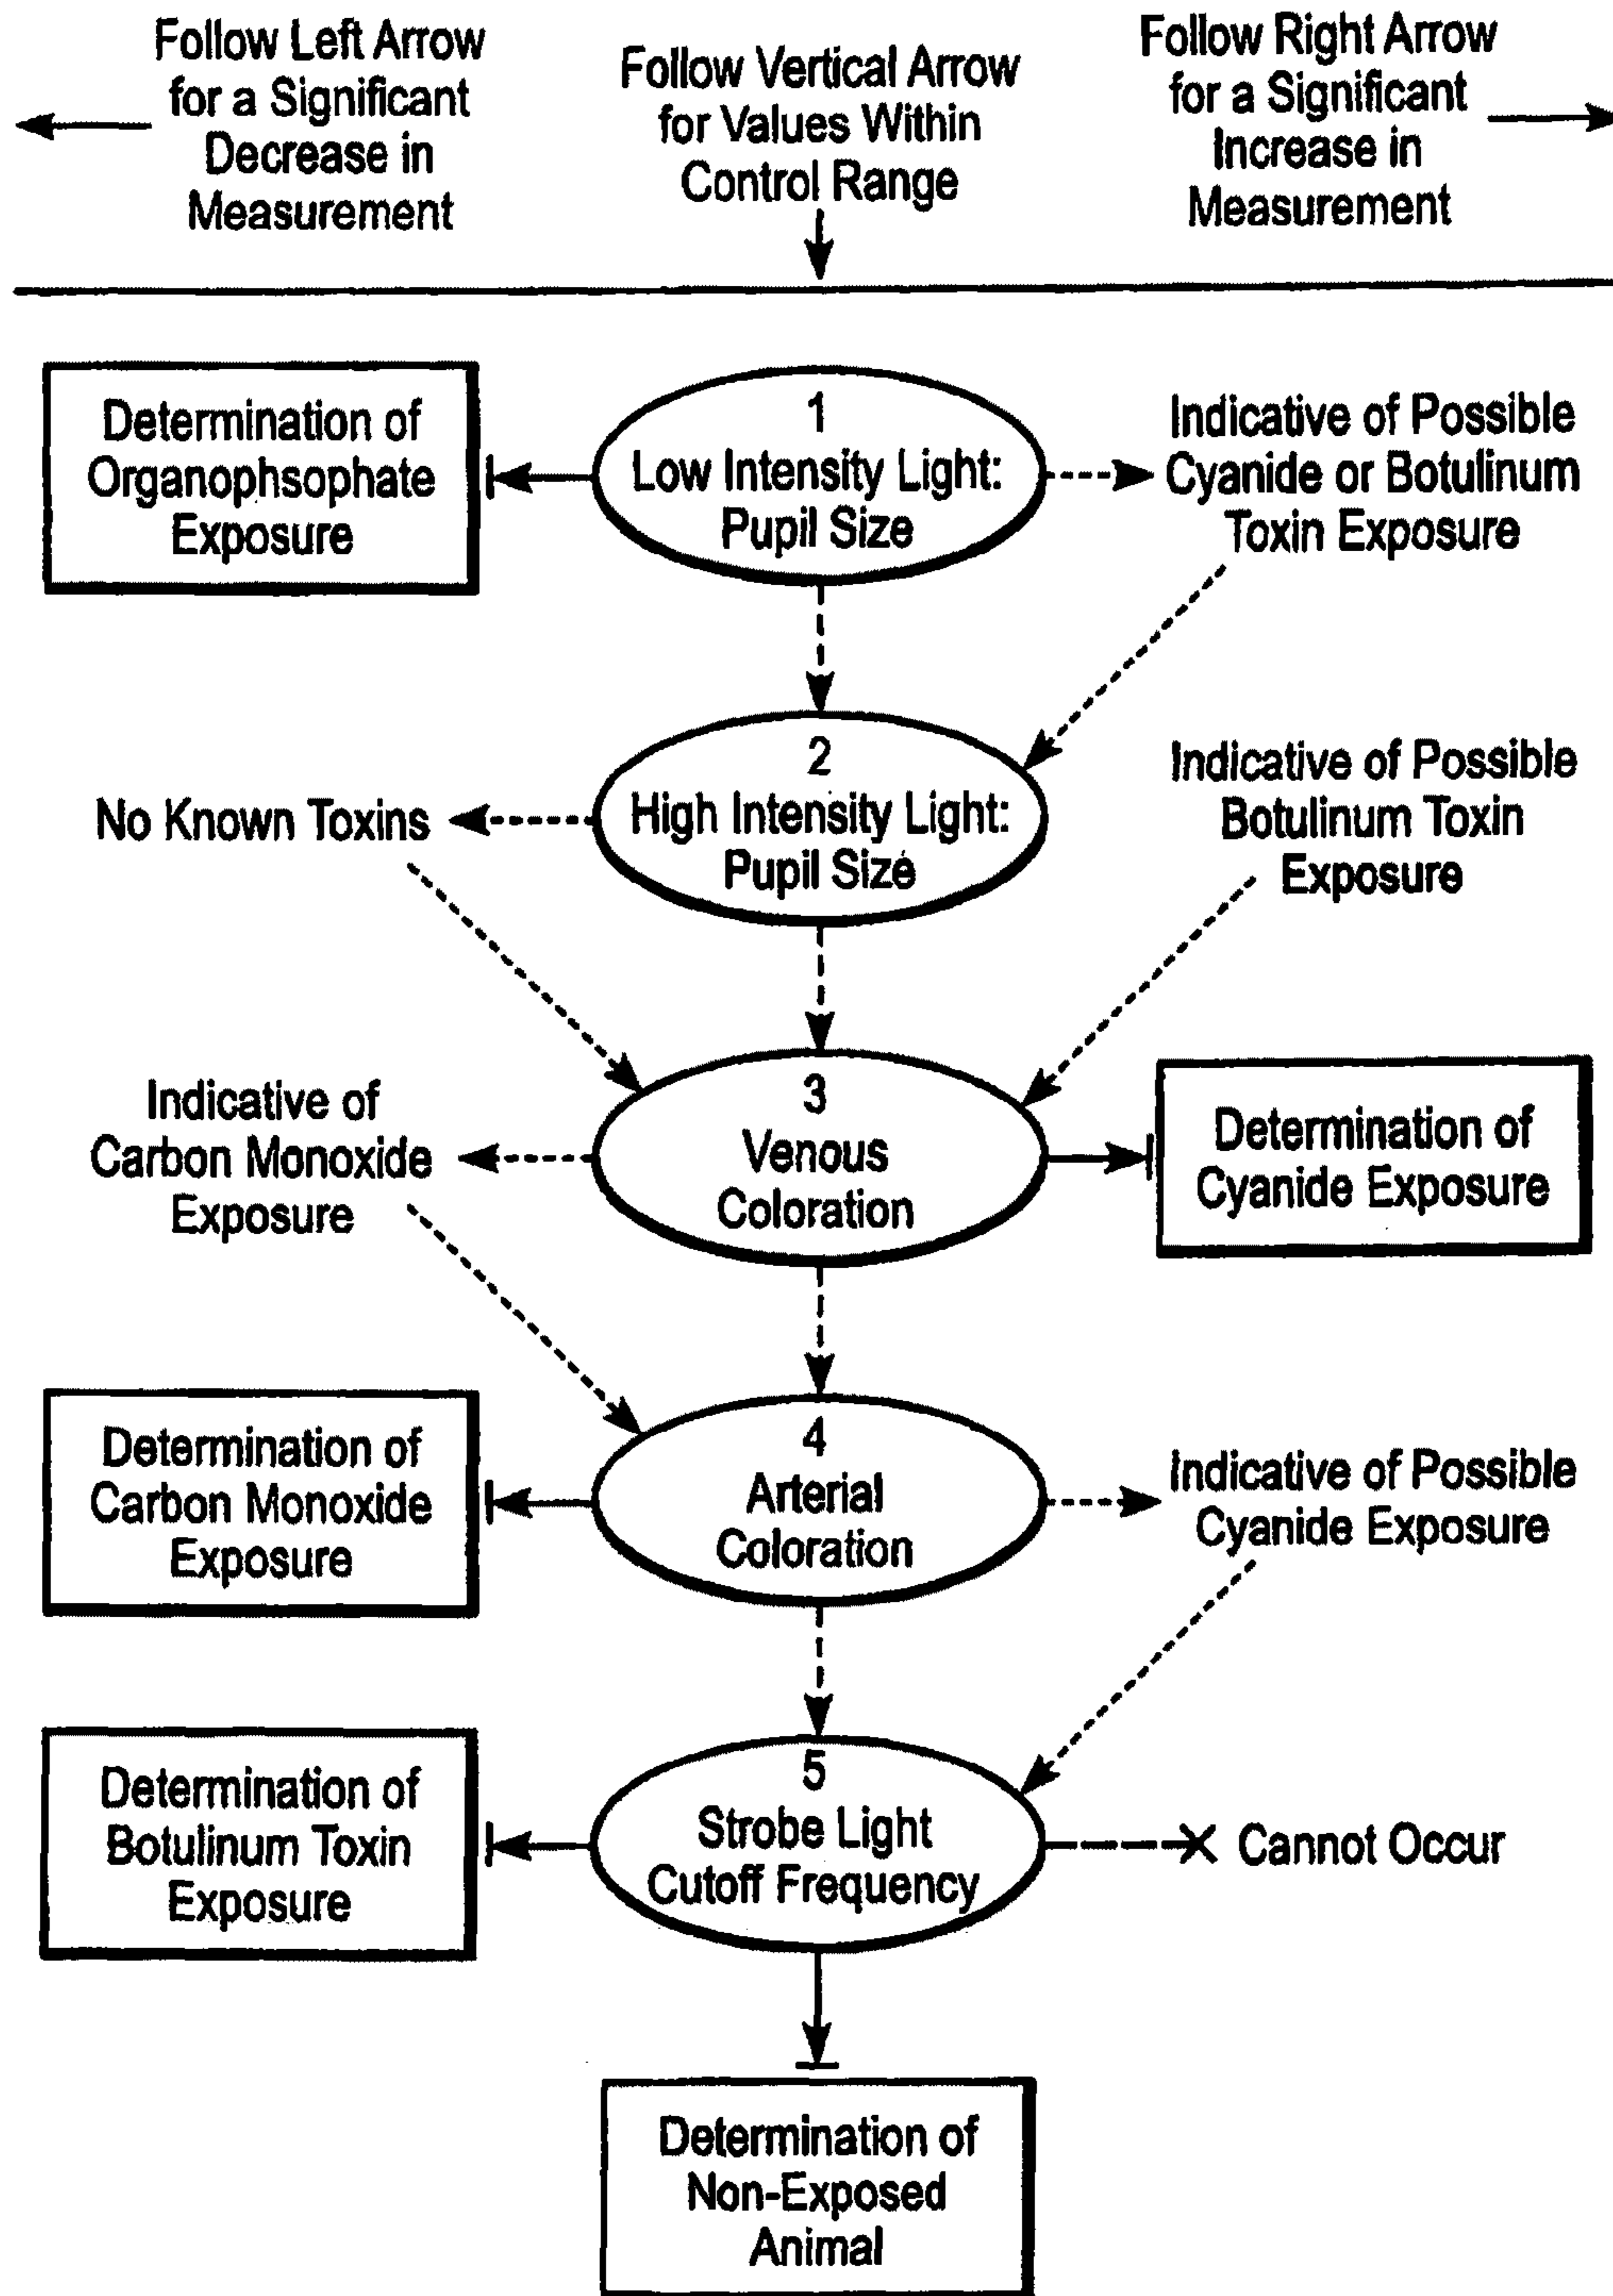 Follow Left Arrow
for a Significant
Decrease in
Measurement
Follow Vertical Arrow
for Values Within
Control Range
Follow Right Arrow
for a Significant
Increase in
Measurement
Determination of
Organophsophate
Exposure
1
Low Intensity Light:
Pupil Size
Indicative of Possible
Cyanide or Botulinum
Toxin Exposure
No Known Toxins
2
High Intensity Light:
Pupil Size
Indicative of Possible
Botulinum Toxin
Exposure
Indicative of
Carbon Monoxide
Exposure
3
Venous
Coloration
Determination of
Cyanide Exposure
Determination of
Carbon Monoxide
Exposure
4
Arterial
Coloration
Indicative of Possible
Cyanide Exposure
Determination of
Botulinum Toxin
Exposure
5
Strobe Light
Cutoff Frequency
Cannot Occur
Determination of
Non-Exposed
Animal